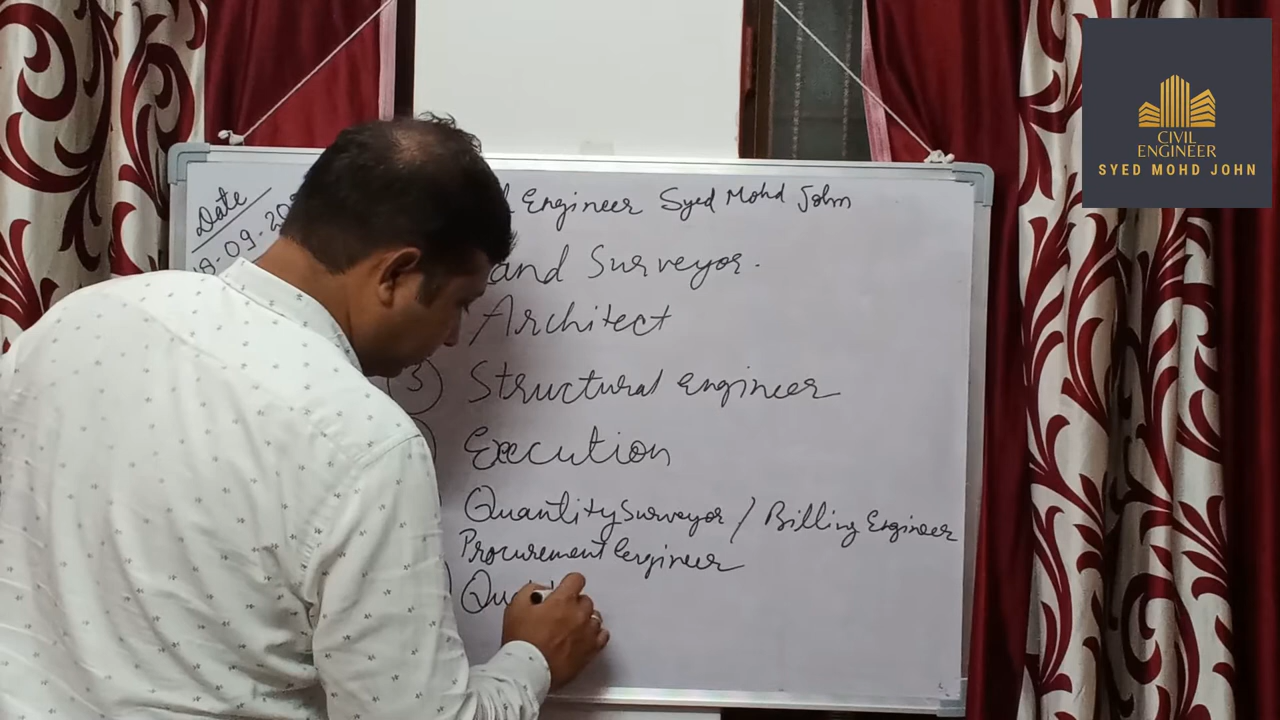 Date
Engineer Syed Mohd John
and Surveyor.
Architect
3 Structural engineer
Execution
Quantity Surveyor / Billing Engineer
Procurement engineer
CIVIL
ENGINEER
SYED MOHD JOHN